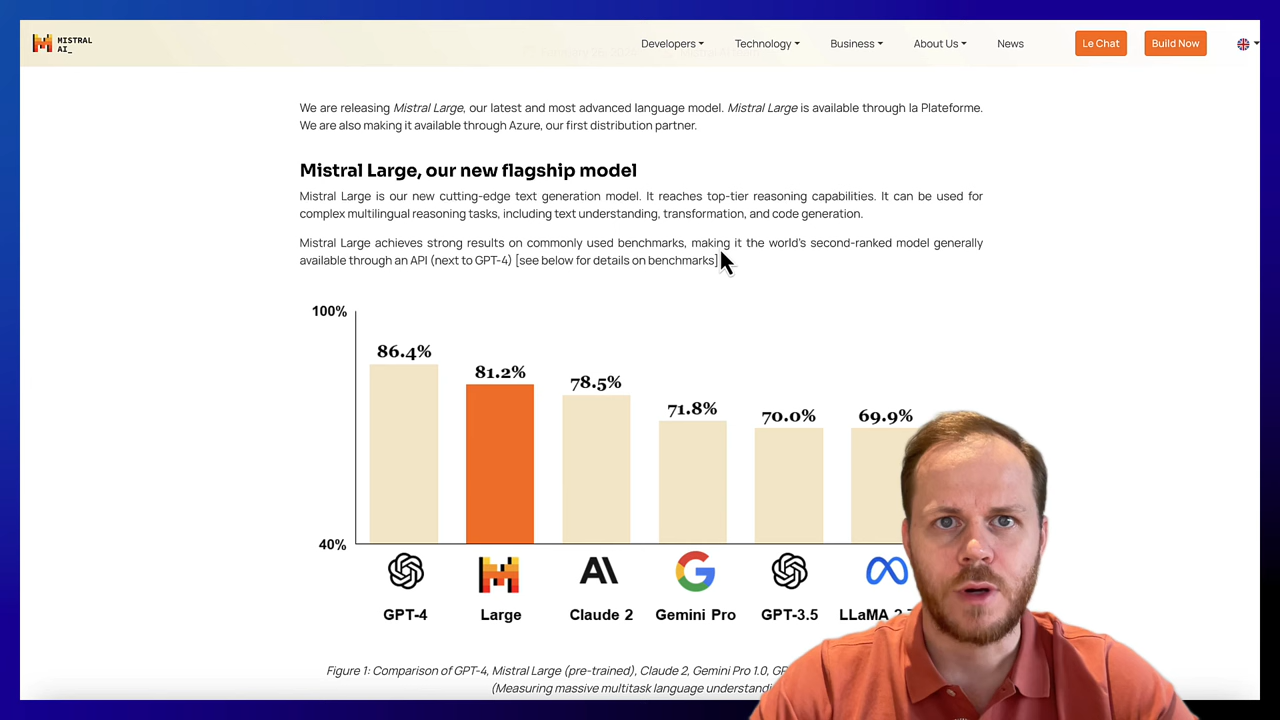 MISTRAL
AI_
Developers
Technology
Business
About Us
News
Le Chat
Build Now
We are releasing Mistral Large, our latest and most advanced language model. Mistral Large is available through la Plateforme.
We are also making it available through Azure, our first distribution partner.
Mistral Large, our new flagship model
Mistral Large is our new cutting-edge text generation model. It reaches top-tier reasoning capabilities. It can be used for
complex multilingual reasoning tasks, including text understanding, transformation, and code generation.
Mistral Large achieves strong results on commonly used benchmarks, making it the world's second-ranked model generally
available through an API (next to GPT-4) [see below for details on benchmarks]
100%
86.4%
81.2%
78.5%
71.8%
70.0%
69.9%
40%
GPT-4
Large
Claude 2
Gemini Pro
GPT-3.5
LLaMA 2
Figure 1: Comparison of GPT-4, Mistral Large (pre-trained), Claude 2, Gemini Pro 1.0,
(Measuring massive multitask language